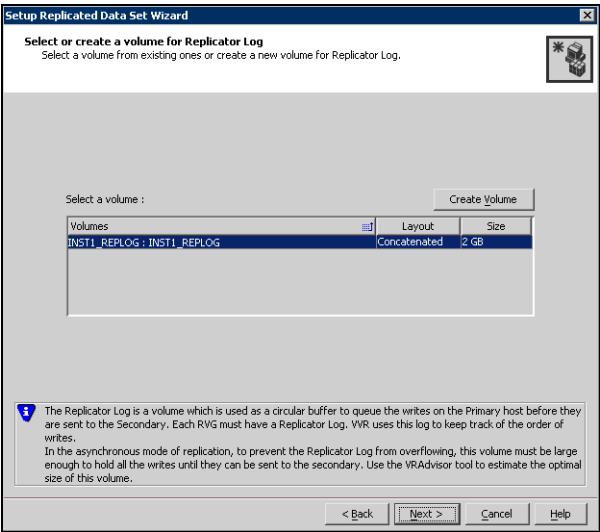 Setup Replicated Data Set Wizard
Select or create a volume for Replicator Log
Select a volume from existing ones or create a new volume for Replicator Log.
Select a volume :
Create Volume
Volumes Layout Size
INST1_REPLOG : INST1_REPLOG Concatenated 2 GB
The Replicator Log is a volume which is used as a circular buffer to queue the writes on the Primary host before they
are sent to the Secondary. Each RVG must have a Replicator Log. VVR uses this log to keep track of the order of
writes.
In the asynchronous mode of replication, to prevent the Replicator Log from overflowing, this volume must be large
enough to hold all the writes until they can be sent to the secondary. Use the VRAdvisor tool to estimate the optimal
size of this volume.
< Back Next > Cancel Help